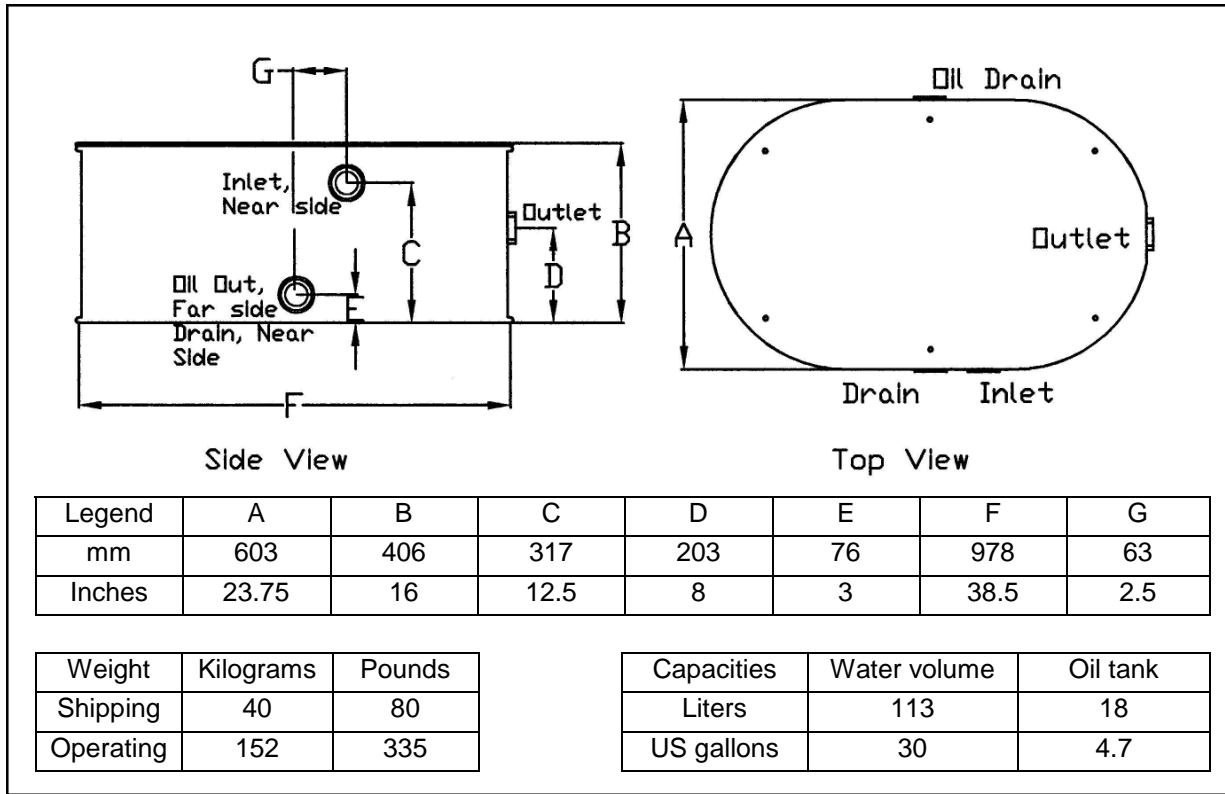 G
Inlet,
Near side
Outlet
B
C
D
Oil Out,
Far side
E
Drain, Near
Side
F
Side View
Oil Drain
A
Outlet
Drain Inlet
Top View
Legend A B C D E F G
mm 603 406 317 203 76 978 63
Inches 23.75 16 12.5 8 3 38.5 2.5
Weight Kilograms Pounds
Shipping 40 80
Operating 152 335
Capacities Water volume Oil tank
Liters 113 18
US gallons 30 4.7